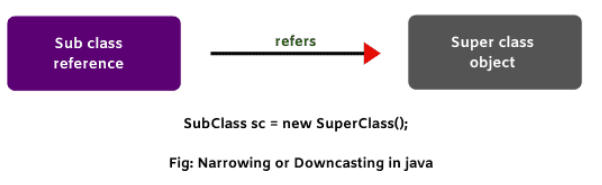 Sub class
reference
refers
Super class
object
SubClass sc = new SuperClass();
Fig: Narrowing or Downcasting in java